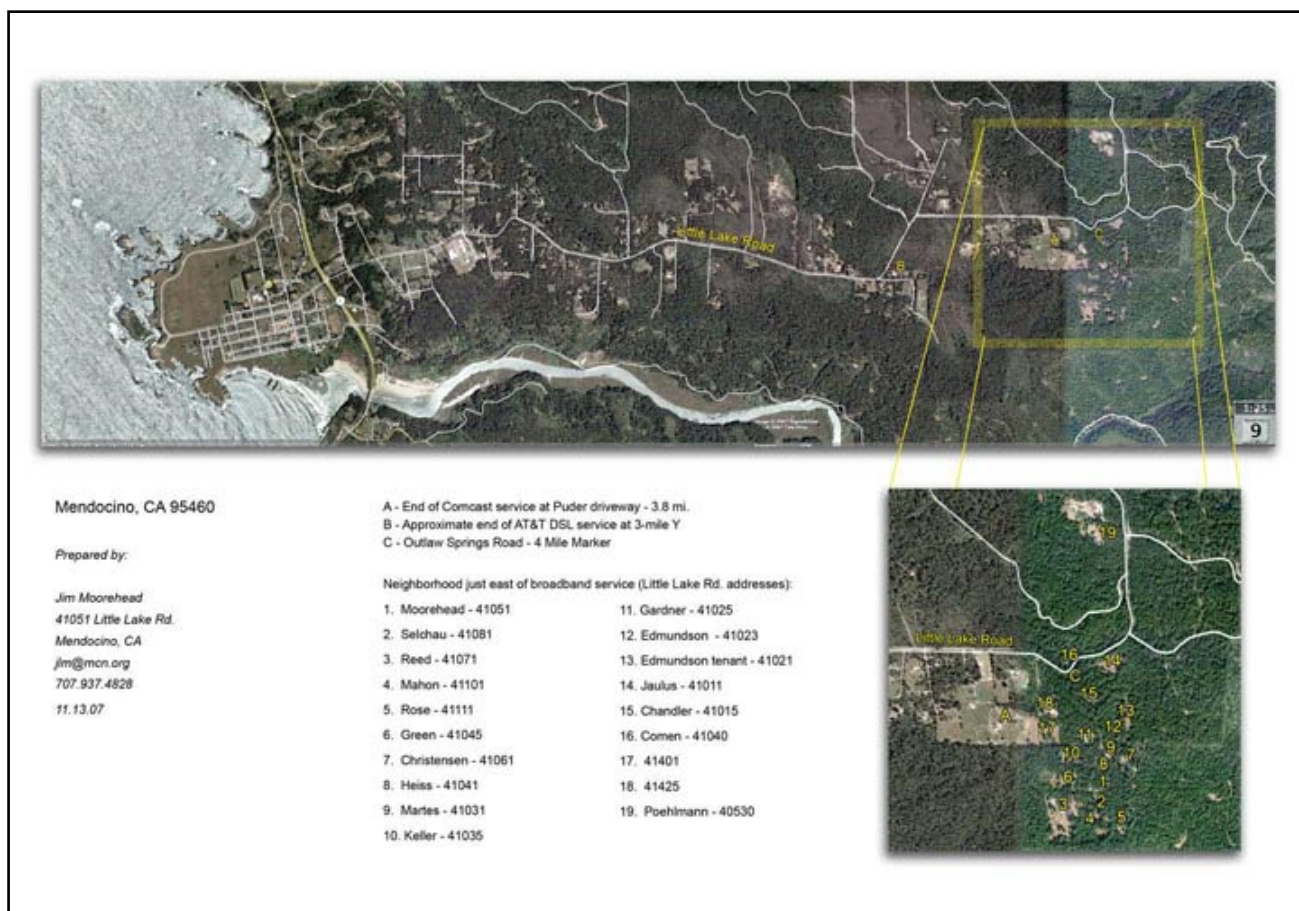 Little Lake Road
B
A
C
9
Mendocino, CA 95460
Prepared by:
Jim Moorehead
41051 Little Lake Rd.
Mendocino, CA
jlm@mcn.org
707.937.4828
11.13.07
A - End of Comcast service at Puder driveway - 3.8 mi.
B - Approximate end of AT&T DSL service at 3-mile Y
C - Outlaw Springs Road - 4 Mile Marker
Neighborhood just east of broadband service (Little Lake Rd. addresses):
1. Moorehead - 41051
2. Selchau - 41081
3. Reed - 41071
4. Mahon - 41101
5. Rose - 41111
6. Green - 41045
7. Christensen - 41061
8. Heiss - 41041
9. Martes - 41031
10. Keller - 41035
11. Gardner - 41025
12. Edmundson - 41023
13. Edmundson tenant - 41021
14. Jaulus - 41011
15. Chandler - 41015
16. Comen - 41040
17. 41401
18. 41425
19. Poehlmann - 40530
19
Little Lake Road
16
14
C
15
18
A
13
17
12
11
9
10
7
8
6
1
3
2
4
5